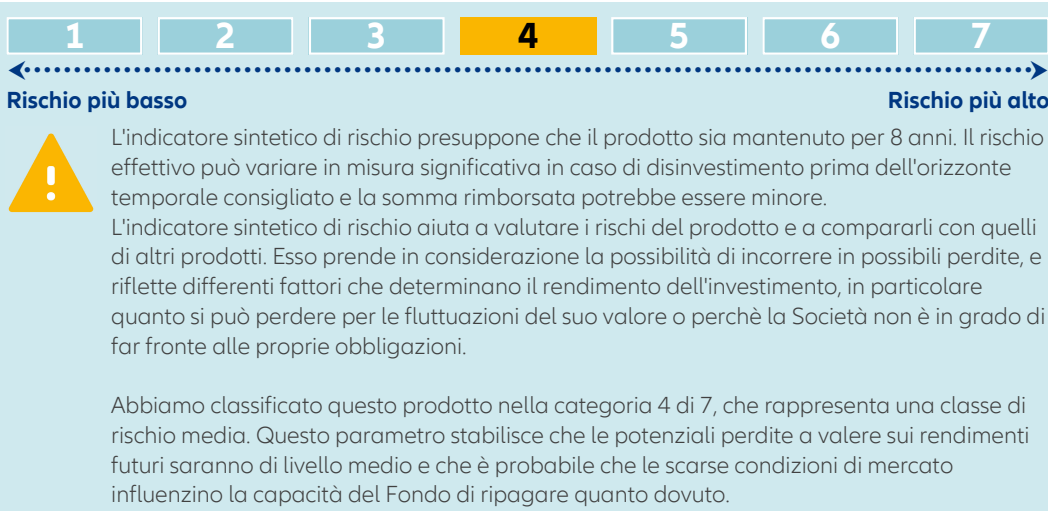 1 2 3 4 5 6 7
Rischio più basso Rischio più alto
L'indicatore sintetico di rischio presuppone che il prodotto sia mantenuto per 8 anni. Il rischio
effettivo può variare in misura significativa in caso di disinvestimento prima dell'orizzonte
temporale consigliato e la somma rimborsata potrebbe essere minore.
L'indicatore sintetico di rischio aiuta a valutare i rischi del prodotto e a compararli con quelli
di altri prodotti. Esso prende in considerazione la possibilità di incorrere in possibili perdite, e
riflette differenti fattori che determinano il rendimento dell'investimento, in particolare
quanto si può perdere per le fluttuazioni del suo valore o perchè la Società non è in grado di
far fronte alle proprie obbligazioni.
Abbiamo classificato questo prodotto nella categoria 4 di 7, che rappresenta una classe di
rischio media. Questo parametro stabilisce che le potenziali perdite a valere sui rendimenti
futuri saranno di livello medio e che è probabile che le scarse condizioni di mercato
influenzino la capacità del Fondo di ripagare quanto dovuto.